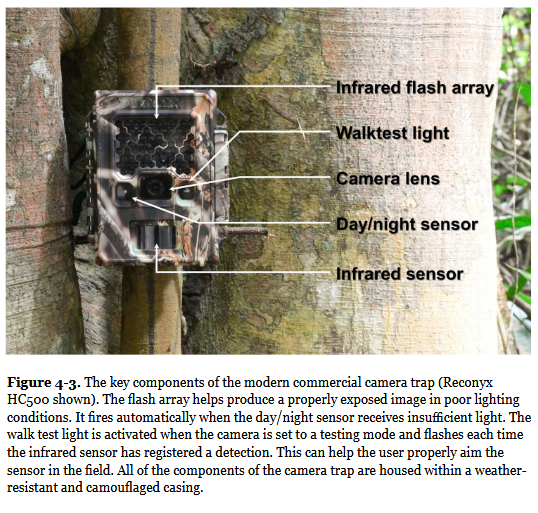 Infrared flash array
Walktest light
Camera lens
Day/night sensor
Infrared sensor
Figure 4-3. The key components of the modern commercial camera trap (Reconyx
HC500 shown). The flash array helps produce a properly exposed image in poor lighting
conditions. It fires automatically when the day/night sensor receives insufficient light. The
walk test light is activated when the camera is set to a testing mode and flashes each time
the infrared sensor has registered a detection. This can help the user properly aim the
sensor in the field. All of the components of the camera trap are housed within a weather-
resistant and camouflaged casing.